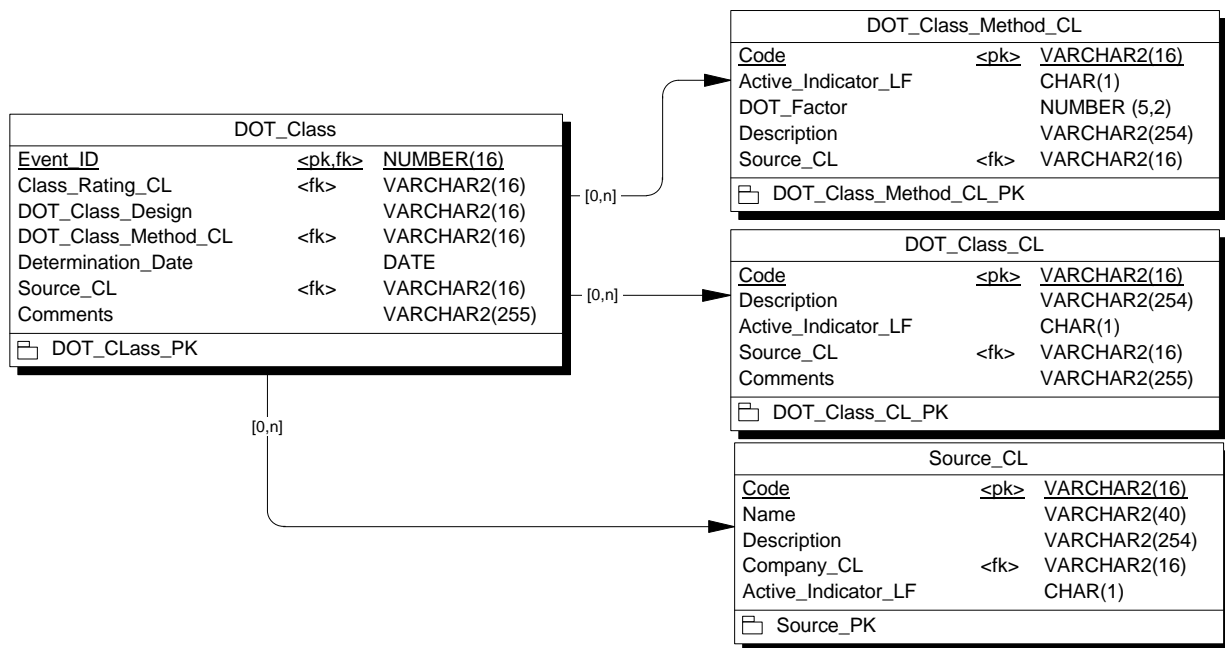 DOT_Class
Event_ID <pk,fk> NUMBER(16)
Class_Rating_CL <fk> VARCHAR2(16)
DOT_Class_Design VARCHAR2(16)
DOT_Class_Method_CL <fk> VARCHAR2(16)
Determination_Date DATE
Source_CL <fk> VARCHAR2(16)
Comments VARCHAR2(255)
DOT_CLass_PK
[0,n]
[0,n]
[0,n]
DOT_Class_Method_CL
Code <pk> VARCHAR2(16)
Active_Indicator_LF CHAR(1)
DOT_Factor NUMBER (5,2)
Description VARCHAR2(254)
Source_CL <fk> VARCHAR2(16)
DOT_Class_Method_CL_PK
DOT_Class_CL
Code <pk> VARCHAR2(16)
Description VARCHAR2(254)
Active_Indicator_LF CHAR(1)
Source_CL <fk> VARCHAR2(16)
Comments VARCHAR2(255)
DOT_Class_CL_PK
Source_CL
Code <pk> VARCHAR2(16)
Name VARCHAR2(40)
Description VARCHAR2(254)
Company_CL <fk> VARCHAR2(16)
Active_Indicator_LF CHAR(1)
Source_PK